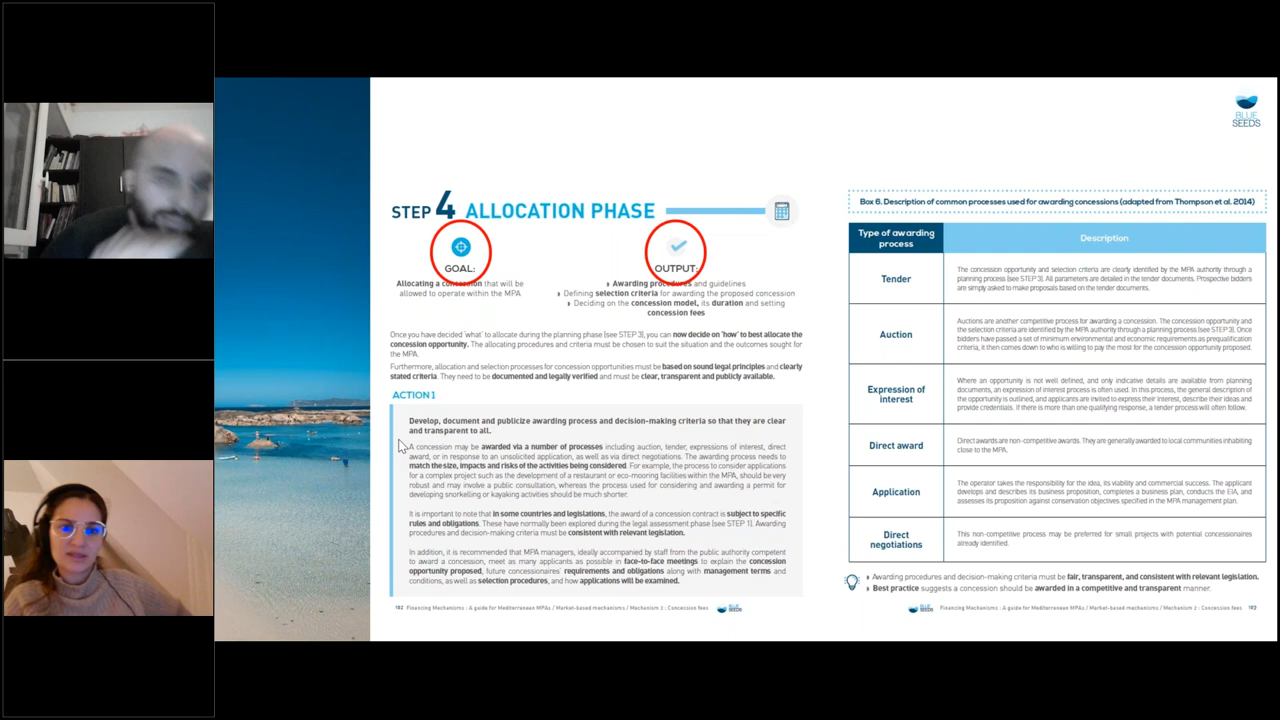 BLUE
SEEDS
STEP 4 ALLOCATION PHASE
GOAL:
Allocating a concession that will be
allowed to operate within the MPA
OUTPUT:
Awarding procedures and guidelines
Defining selection criteria for awarding the proposed concession
Deciding on the concession model, its duration and setting
concession fees
Once you have decided 'what' to allocate during the planning phase (see STEP 3), you can now decide on 'how' to best allocate the
concession opportunity. The allocating procedures and criteria must be chosen to suit the situation and the outcomes sought for
the MPA.
Furthermore, allocation and selection processes for concession opportunities must be based on sound legal principles and clearly
stated criteria. They need to be documented and legally verified and must be clear, transparent and publicly available.
ACTION 1
Develop, document and publicize awarding process and decision-making criteria so that they are clear
and transparent to all.
A concession may be awarded via a number of processes including auction, tender, expressions of interest, direct
award, or in response to an unsolicited application, as well as via direct negotiations. The awarding process needs to
match the size, impacts and risks of the activities being considered. For example, the process to consider applications
for a complex project such as the development of a restaurant or eco-mooring facilities within the MPA, should be very
robust and may involve a public consultation, whereas the process used for considering and awarding a permit for
developing snorkelling or kayaking activities should be much shorter.
It is important to note that in some countries and legislations, the award of a concession contract is subject to specific
rules and obligations. These have normally been explored during the legal assessment phase (see STEP 1). Awarding
procedures and decision-making criteria must be consistent with relevant legislation.
In addition, it is recommended that MPA managers, ideally accompanied by staff from the public authority competent
to award a concession, meet as many applicants as possible in face-to-face meetings to explain the concession
opportunity proposed, future concessionaires' requirements and obligations along with management terms and
conditions, as well as selection procedures, and how applications will be examined.
102 Financing Mechanisms : A guide for Mediterranean MPAs / Market-based mechanisms / Mechanism 2 : Concession fees
BLUE
SEEDS
Box 6. Description of common processes used for awarding concessions (adapted from Thompson et al. 2014)
Type of awarding
process
Description
Tender
The concession opportunity and selection criteria are clearly identified by the MPA authority through a
planning process (see STEP 3). All parameters are detailed in the tender documents. Prospective bidders
are simply asked to make proposals based on the tender documents.
Auction
Auctions are another competitive process for awarding a concession. The concession opportunity and
the selection criteria are identified by the MPA authority through a planning process (see STEP 3). Once
bidders have passed a set of minimum environmental and economic requirements as prequalification
criteria, it then comes down to who is willing to pay the most for the concession opportunity proposed.
Expression of
interest
Where an opportunity is not well defined, and only indicative details are available from planning
documents, an expression of interest process is often used. In this process, the general description of
the opportunity is outlined, and applicants are invited to express their interest, describe their ideas and
provide credentials. If there is more than one qualifying response, a tender process will often follow.
Direct award
Direct awards are non-competitive awards. They are generally awarded to local communities inhabiting
close to the MPA.
Application
The operator takes the responsibility for the idea, its viability and commercial success. The applicant
develops and describes its business proposition, completes a business plan, conducts the EIA, and
assesses its proposition against conservation objectives specified in the MPA management plan.
Direct
negotiations
This non-competitive process may be preferred for small projects with potential concessionaires
already identified.
Awarding procedures and decision-making criteria must be fair, transparent, and consistent with relevant legislation.
Best practice suggests a concession should be awarded in a competitive and transparent manner.
BLUE
SEEDS
Financing Mechanisms : A guide for Mediterranean MPAs / Market-based mechanisms / Mechanism 2 : Concession fees 103